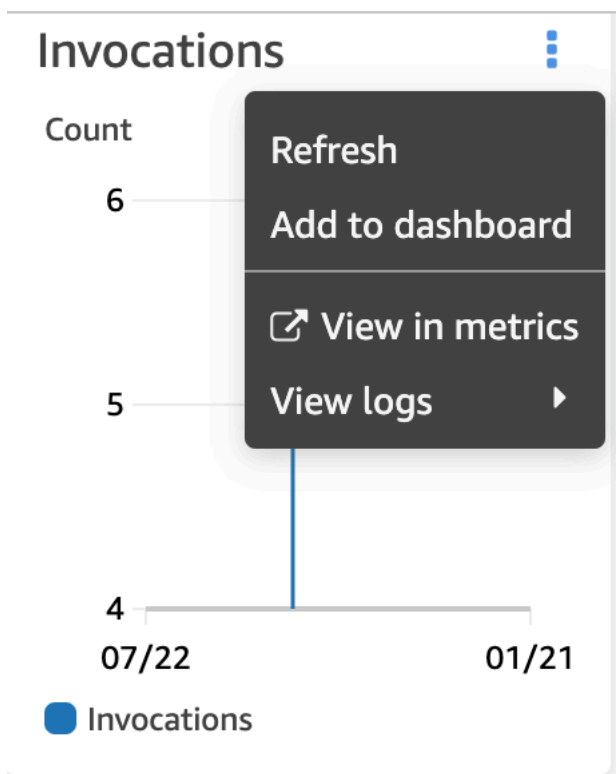 Invocations
Count
Refresh
6
Add to dashboard
View in metrics
5
View logs
4
07/22 01/21
Invocations